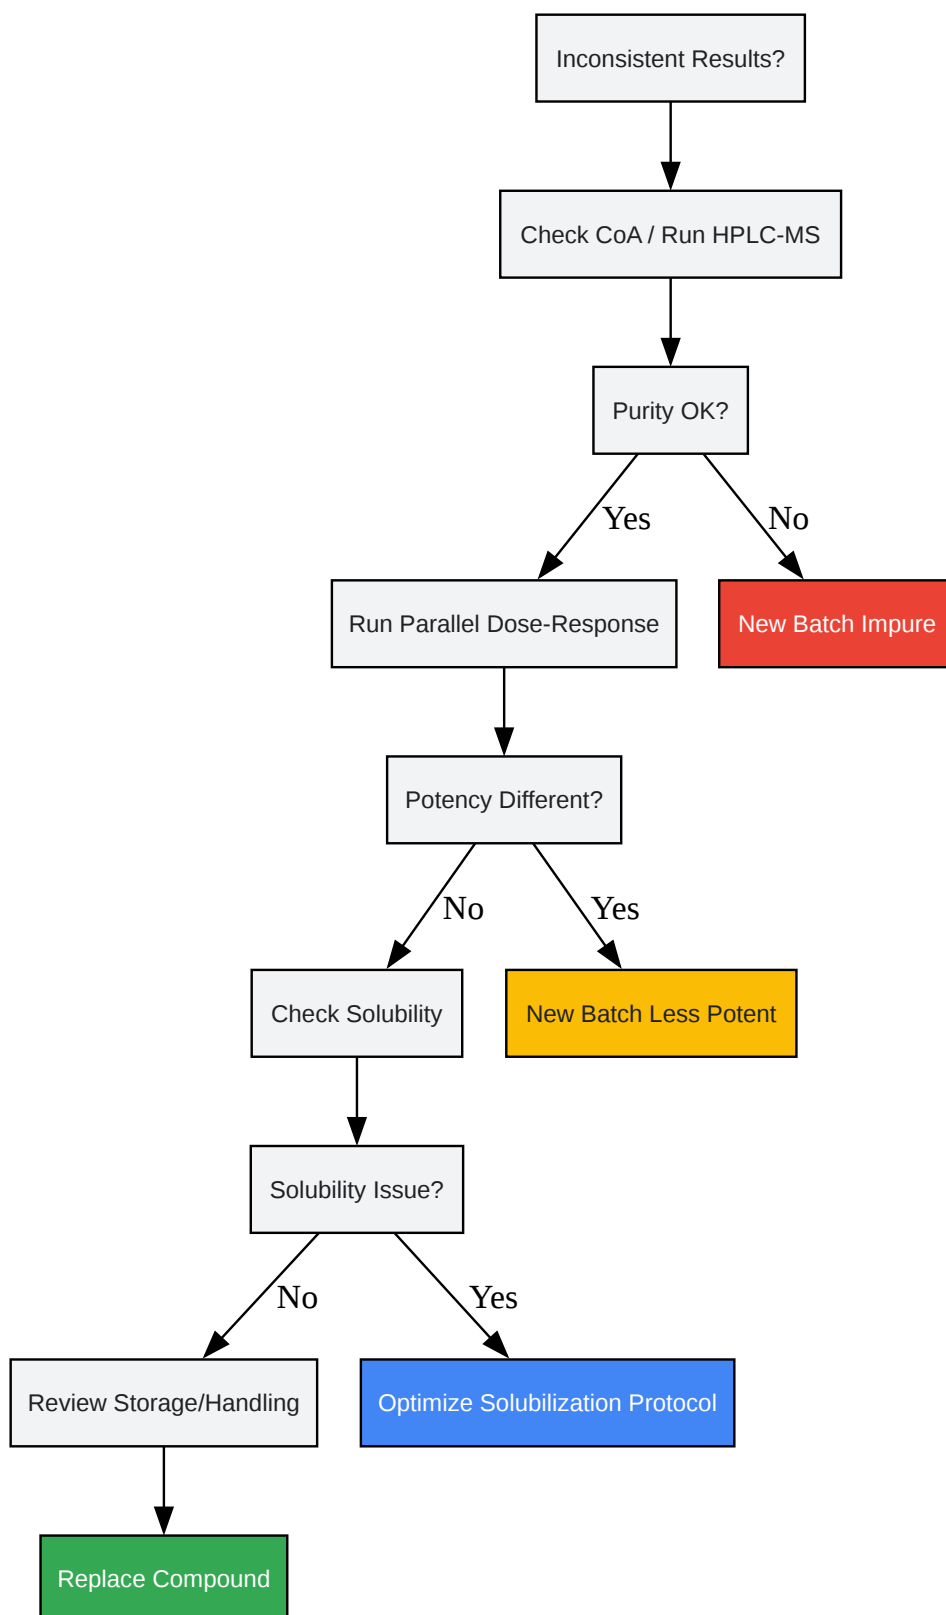 Inconsistent Results?
Check CoA / Run HPLC-MS
Purity OK?
Yes
No
Run Parallel Dose-Response
New Batch Impure
Potency Different?
No
Yes
Check Solubility
New Batch Less Potent
Solubility Issue?
No
Yes
Review Storage/Handling
Optimize Solubilization Protocol
Replace Compound